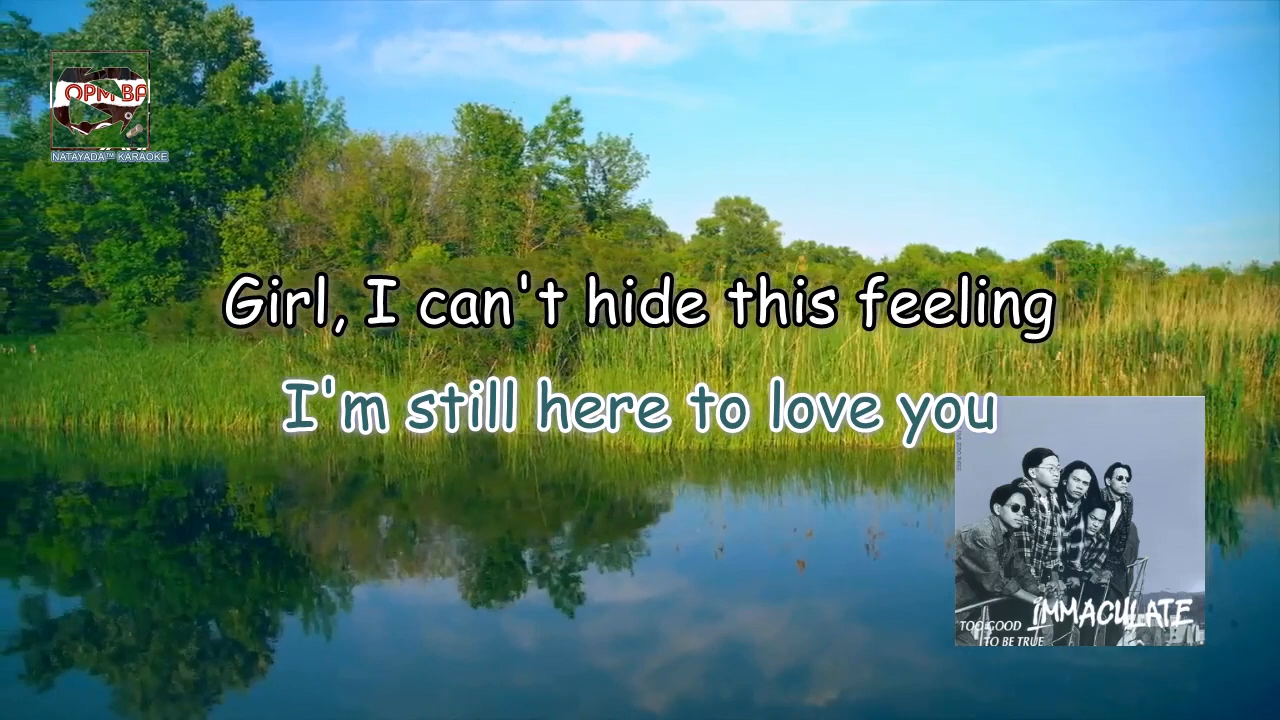 OPM BA
NATAYADA™ KARAOKE
Girl, I can't hide this feeling
I'm still here to love you
IMMACULATE
TOO GOOD
TO BE TRUE